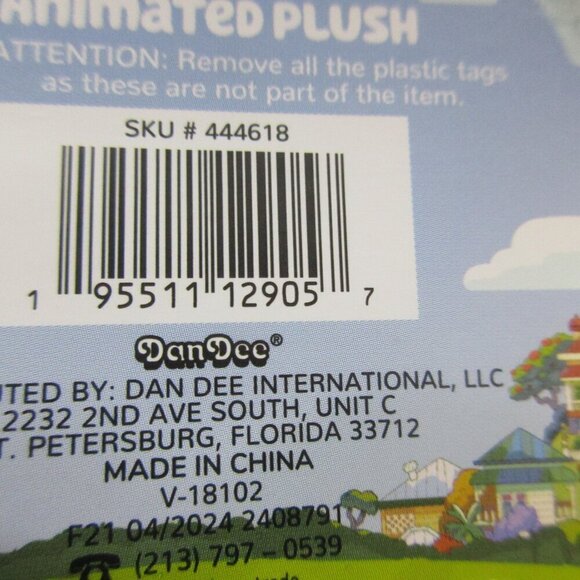 Animated PLUSH
ATTENTION: Remove all the plastic tags
as these are not part of the item.
SKU # 444618
1 95511 12905 7
DanDee®
UTED BY: DAN DEE INTERNATIONAL, LLC
2232 2ND AVE SOUTH, UNIT C
T. PETERSBURG, FLORIDA 33712
MADE IN CHINA
V-18102
F21 04/2024 2408791
(213) 797-0539